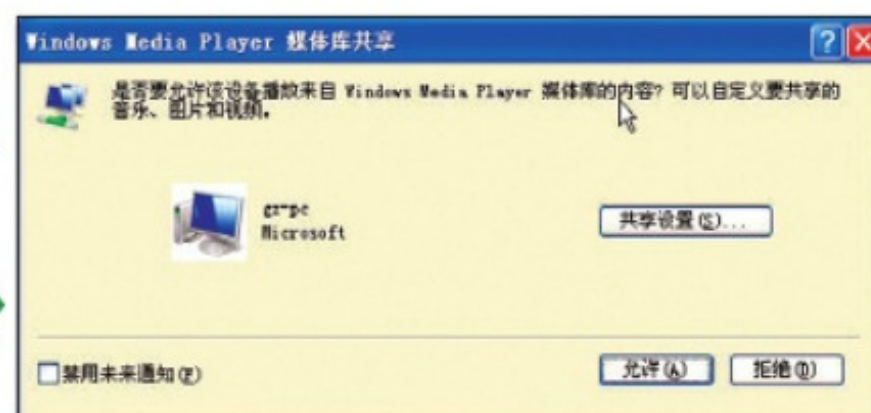 Windows Media Player 媒体库共享
是否要允许该设备播放来自 Windows Media Player 媒体库的内容? 可以自定义要共享的
音乐、图片和视频。
gz-pc
Microsoft
共享设置(S)...
禁用未来通知(F)
允许(A)
拒绝(D)